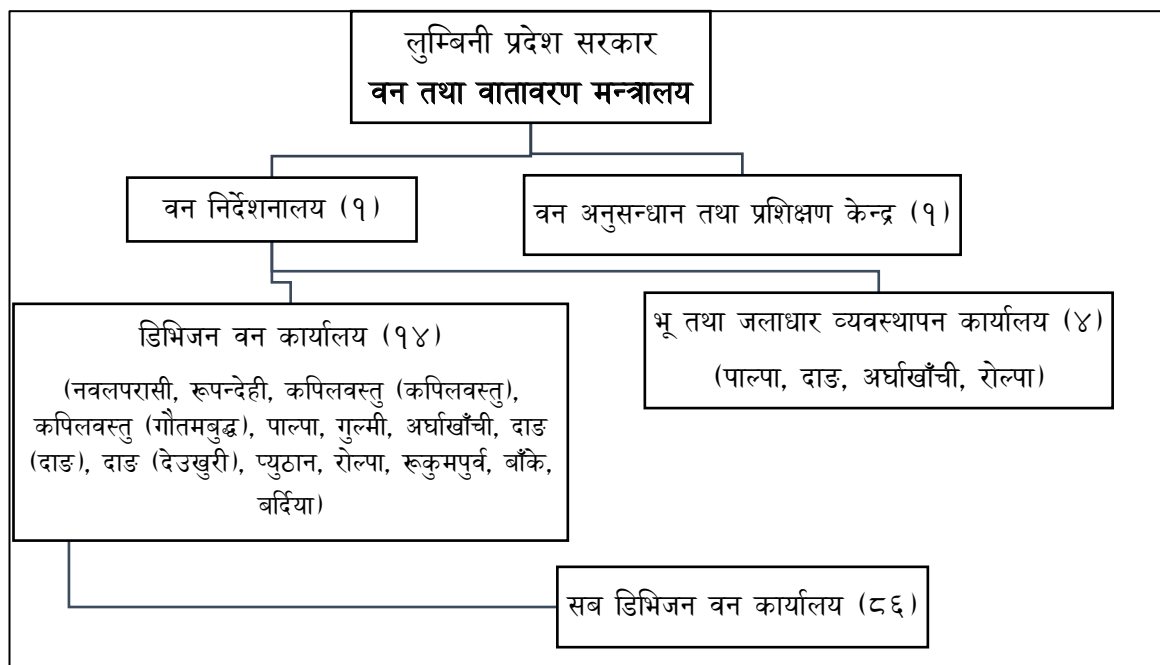 लुम्बिनी प्रदेश सरकार
वन तथा वातावरण मन्त्रालय
वन निर्देशनालय (१)
वन अनुसन्धान तथा प्रशिक्षण केन्द्र (१)
डिभिजन वन कार्यालय (१४)
(नवलपरासी, रूपन्देही, कपिलवस्तु (कपिलवस्तु),
कपिलवस्तु (गौतमबुद्ध), पाल्पा, गुल्मी, अर्घाखाँची, दाङ
(दाङ), दाङ (देउखुरी), प्युठान, रोल्पा, रूकुमपुर्व, बाँके,
बर्दिया)
भू तथा जलाधार व्यवस्थापन कार्यालय (४)
(पाल्पा, दाङ, अर्घाखाँची, रोल्पा)
सब डिभिजन वन कार्यालय (८६)